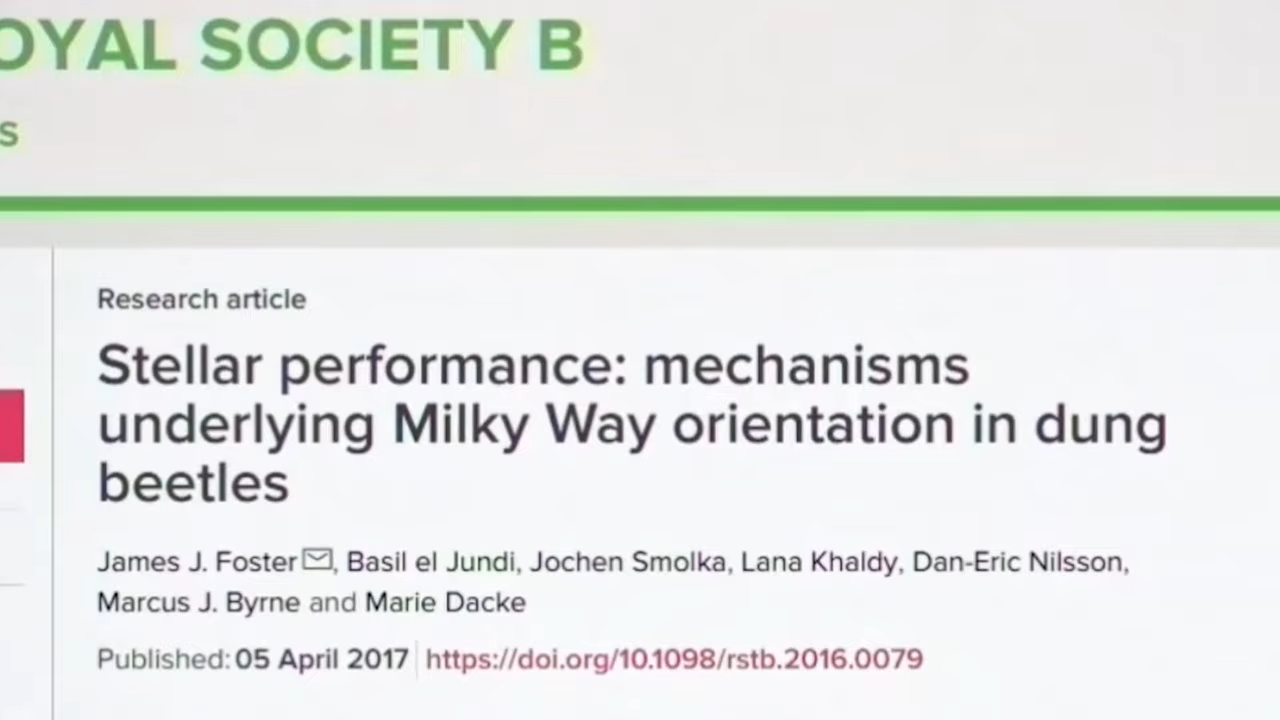 OYAL SOCIETY B
s
Research article
Stellar performance: mechanisms
underlying Milky Way orientation in dung
beetles
James J. Foster, Basil el Jundi, Jochen Smolka, Lana Khaldy, Dan-Eric Nilsson,
Marcus J. Byrne and Marie Dacke
Published: 05 April 2017 https://doi.org/10.1098/rstb.2016.0079